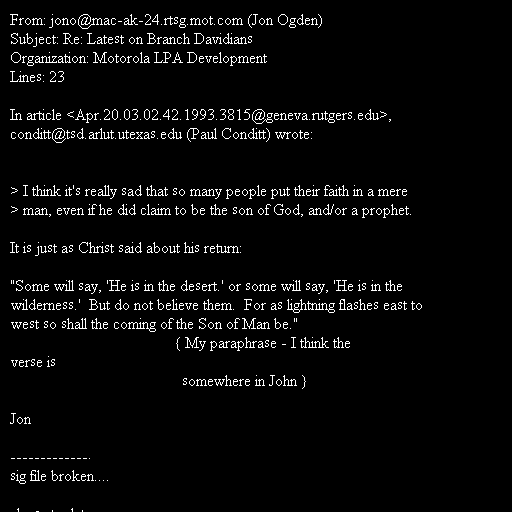 From: jono@mac-ak-24.rtsg.mot.com (Jon Ogden)
Subject: Re: Latest on Branch Davidians
Organization: Motorola LPA Development
Lines: 23
In article <Apr.20.03.02.42.1993.3815@geneva.rutgers.edu>,
conditt@tsd.arlut.utexas.edu (Paul Conditt) wrote:
> I think it's really sad that so many people put their faith in a mere
> man, even if he did claim to be the son of God, and/or a prophet.
It is just as Christ said about his return:
"Some will say, 'He is in the desert.' or some will say, 'He is in the
wilderness.'  But do not believe them.  For as lightning flashes east to
west so shall the coming of the Son of Man be."
{ My paraphrase - I think the
verse is
somewhere in John }
Jon
-------------.
sig file broken....